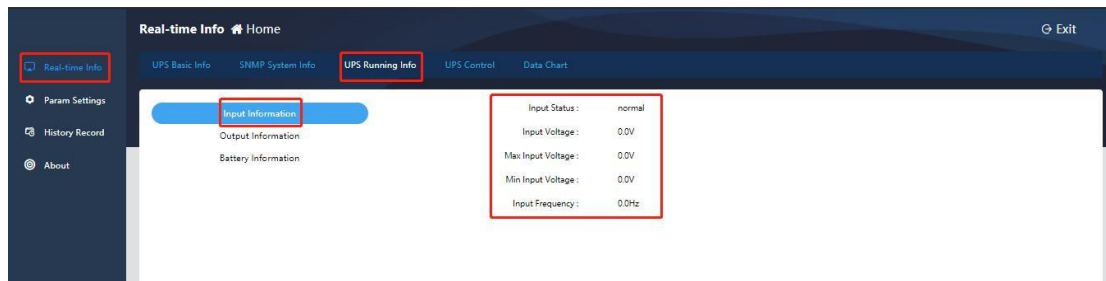 Real-time Info Home
Exit
Real-time Info
Param Settings
History Record
About
UPS Basic Info SNMP System Info UPS Running Info UPS Control Data Chart
Input Information
Output Information
Battery Information
Input Status : normal
Input Voltage : 0.0V
Max Input Voltage : 0.0V
Min Input Voltage : 0.0V
Input Frequency : 0.0Hz